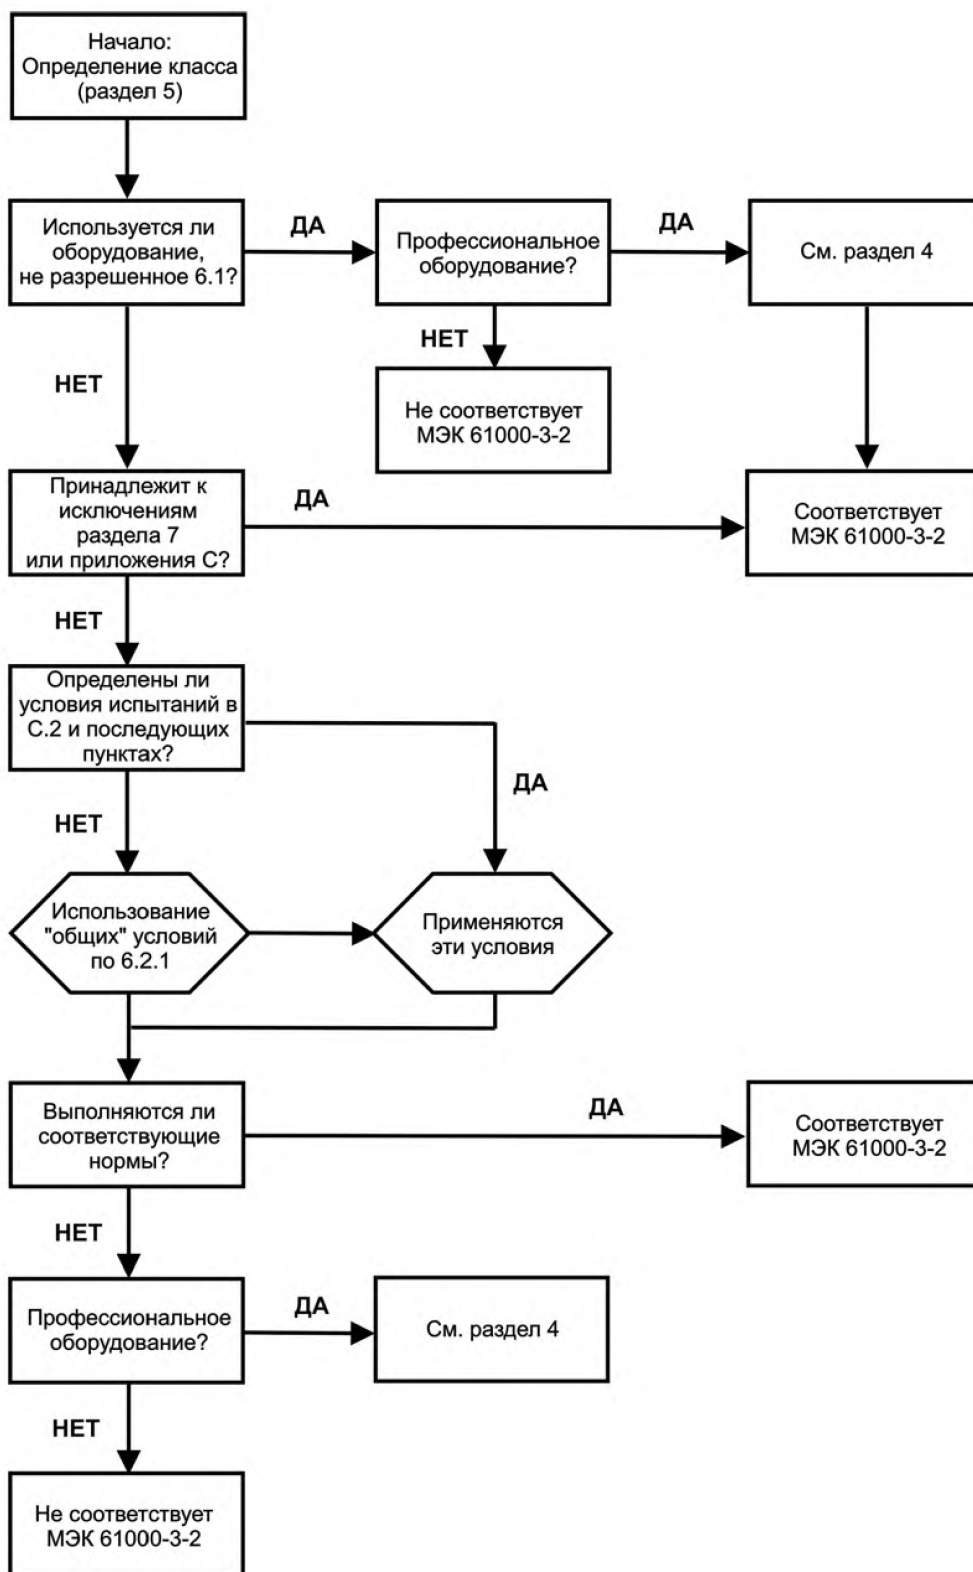 Начало:
Определение класса
(раздел 5)
Используется ли
оборудование,
не разрешенное 6.1?
ДА
Профессиональное
оборудование?
ДА
См. раздел 4
НЕТ
НЕТ
Не соответствует
МЭК 61000-3-2
Принадлежит к
исключениям
раздела 7
или приложения С?
ДА
Соответствует
МЭК 61000-3-2
НЕТ
Определены ли
условия испытаний в
С.2 и последующих
пунктах?
ДА
НЕТ
Использование
"общих" условий
по 6.2.1
Применяются
эти условия
Выполняются ли
соответствующие
нормы?
ДА
Соответствует
МЭК 61000-3-2
НЕТ
Профессиональное
оборудование?
ДА
См. раздел 4
НЕТ
Не соответствует
МЭК 61000-3-2